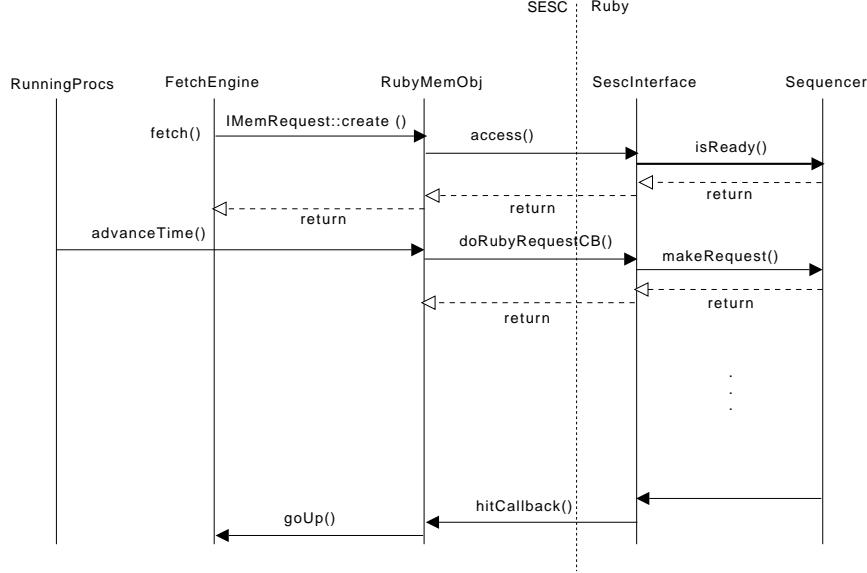 SESC Ruby
RunningProcs FetchEngine RubyMemObj SescInterface Sequencer
fetch() IMemRequest::create ()
access()
isReady()
return
return
return
advanceTime()
doRubyRequestCB()
makeRequest()
return
return
.
.
.
hitCallback()
goUp()